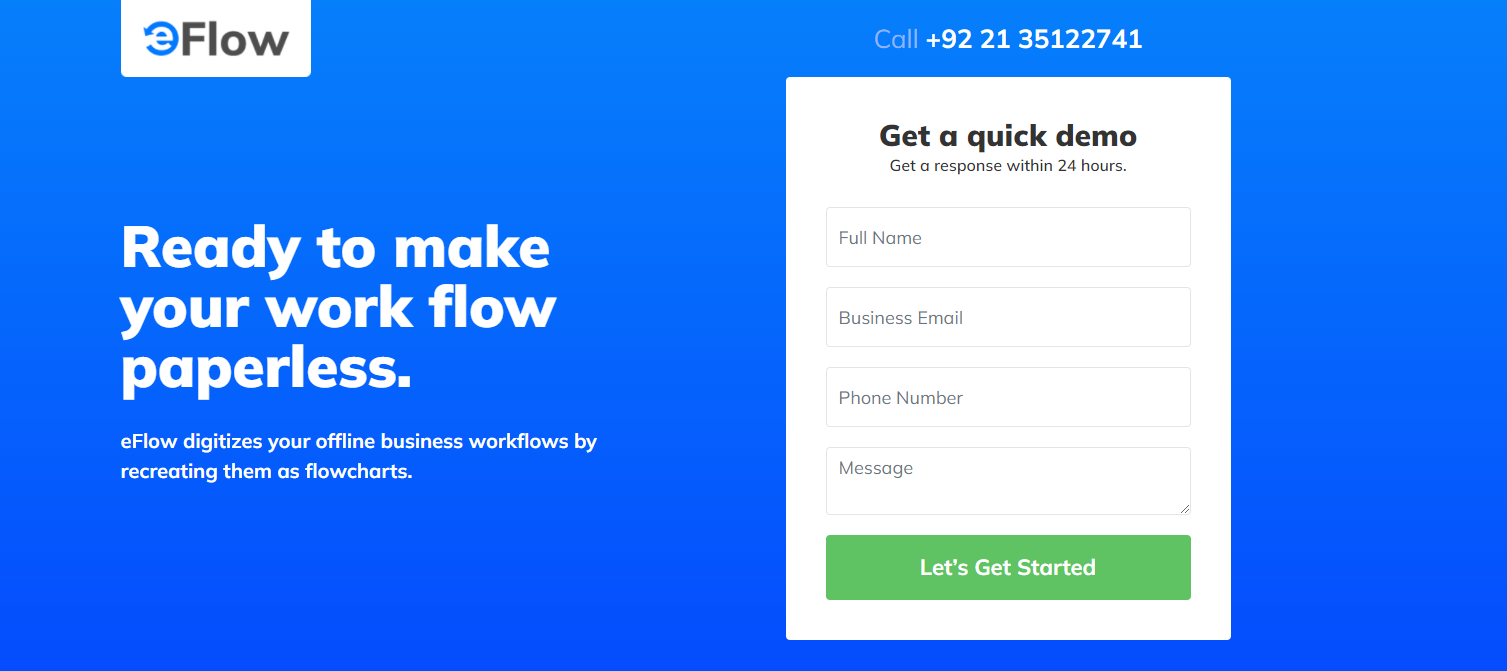 eFlow
Call +92 21 35122741
Ready to make
your work flow
paperless.
eFlow digitizes your offline business workflows by
recreating them as flowcharts.
Get a quick demo
Get a response within 24 hours.
Full Name
Business Email
Phone Number
Message
Let's Get Started